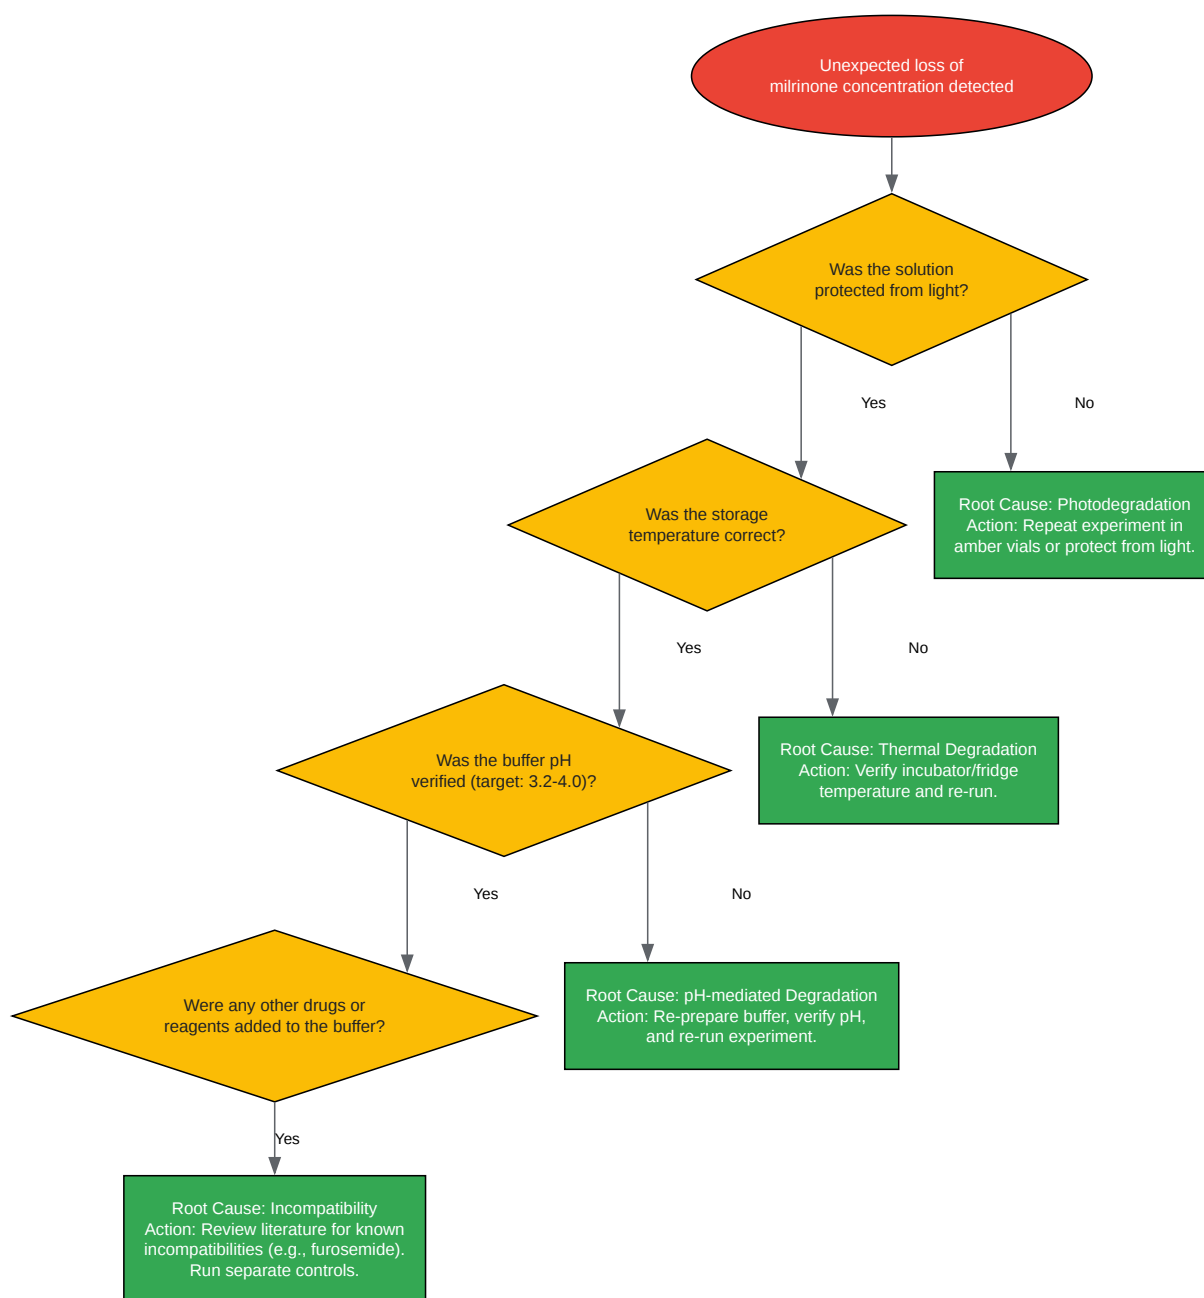 Unexpected loss of
milrinone concentration detected
Was the solution
protected from light?
Yes
No
Was the storage
temperature correct?
Root Cause: Photodegradation
Action: Repeat experiment in
amber vials or protect from light.
Yes
No
Was the buffer pH
verified (target: 3.2-4.0)?
Root Cause: Thermal Degradation
Action: Verify incubator/fridge
temperature and re-run.
Yes
No
Were any other drugs or
reagents added to the buffer?
Root Cause: pH-mediated Degradation
Action: Re-prepare buffer, verify pH,
and re-run experiment.
Yes
Root Cause: Incompatibility
Action: Review literature for known
incompatibilities (e.g., furosemide).
Run separate controls.